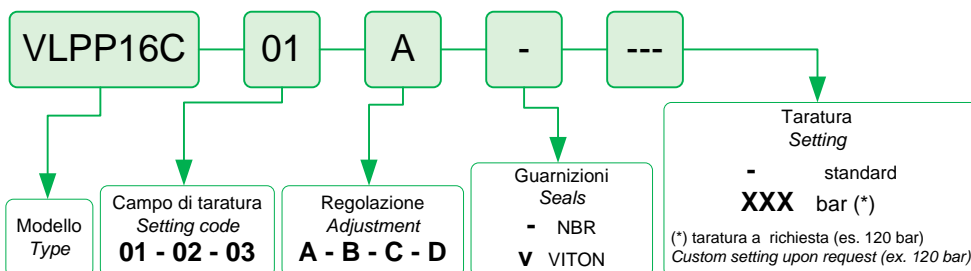 VLPP16C 01 A - ---
Modello
Type
Campo di taratura
Setting code
01 - 02 - 03
Regolazione
Adjustment
A - B - C - D
Guarnizioni
Seals
- NBR
v VITON
Taratura
Setting
- standard
XXX bar (*)
(*) taratura a richiesta (es. 120 bar)
Custom setting upon request (ex. 120 bar)